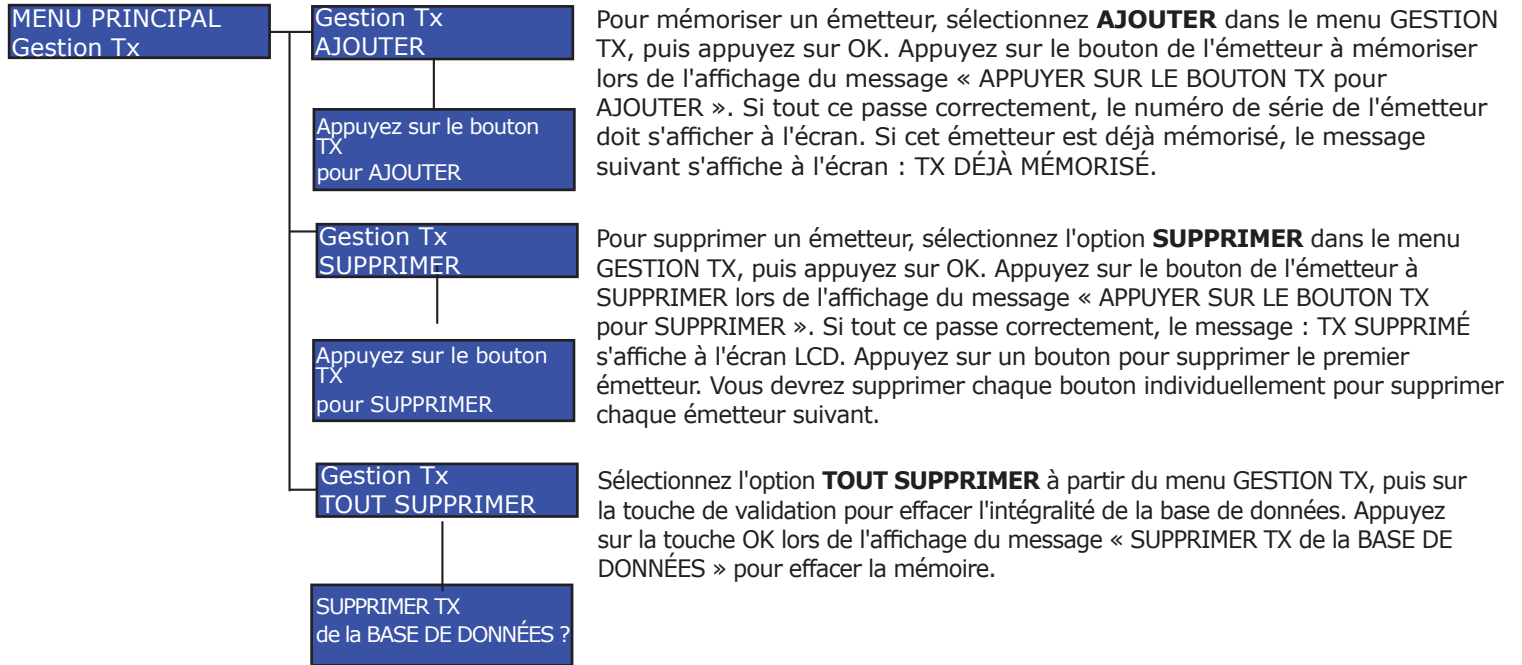 MENU PRINCIPAL
Gestion Tx
Gestion Tx
AJOUTER
Appuyez sur le bouton
TX
pour AJOUTER
Pour mémoriser un émetteur, sélectionnez AJOUTER dans le menu GESTION
TX, puis appuyez sur OK. Appuyez sur le bouton de l'émetteur à mémoriser
lors de l'affichage du message « APPUYER SUR LE BOUTON TX pour
AJOUTER ». Si tout ce passe correctement, le numéro de série de l'émetteur
doit s'afficher à l'écran. Si cet émetteur est déjà mémorisé, le message
suivant s'affiche à l'écran : TX DÉJÀ MÉMORISÉ.
Gestion Tx
SUPPRIMER
Appuyez sur le bouton
TX
pour SUPPRIMER
Pour supprimer un émetteur, sélectionnez l'option SUPPRIMER dans le menu
GESTION TX, puis appuyez sur OK. Appuyez sur le bouton de l'émetteur à
SUPPRIMER lors de l'affichage du message « APPUYER SUR LE BOUTON TX
pour SUPPRIMER ». Si tout ce passe correctement, le message : TX SUPPRIMÉ
s'affiche à l'écran LCD. Appuyez sur un bouton pour supprimer le premier
émetteur. Vous devrez supprimer chaque bouton individuellement pour supprimer
chaque émetteur suivant.
Gestion Tx
TOUT SUPPRIMER
SUPPRIMER TX
de la BASE DE DONNÉES ?
Sélectionnez l'option TOUT SUPPRIMER à partir du menu GESTION TX, puis sur
la touche de validation pour effacer l'intégralité de la base de données. Appuyez
sur la touche OK lors de l'affichage du message « SUPPRIMER TX de la BASE DE
DONNÉES » pour effacer la mémoire.